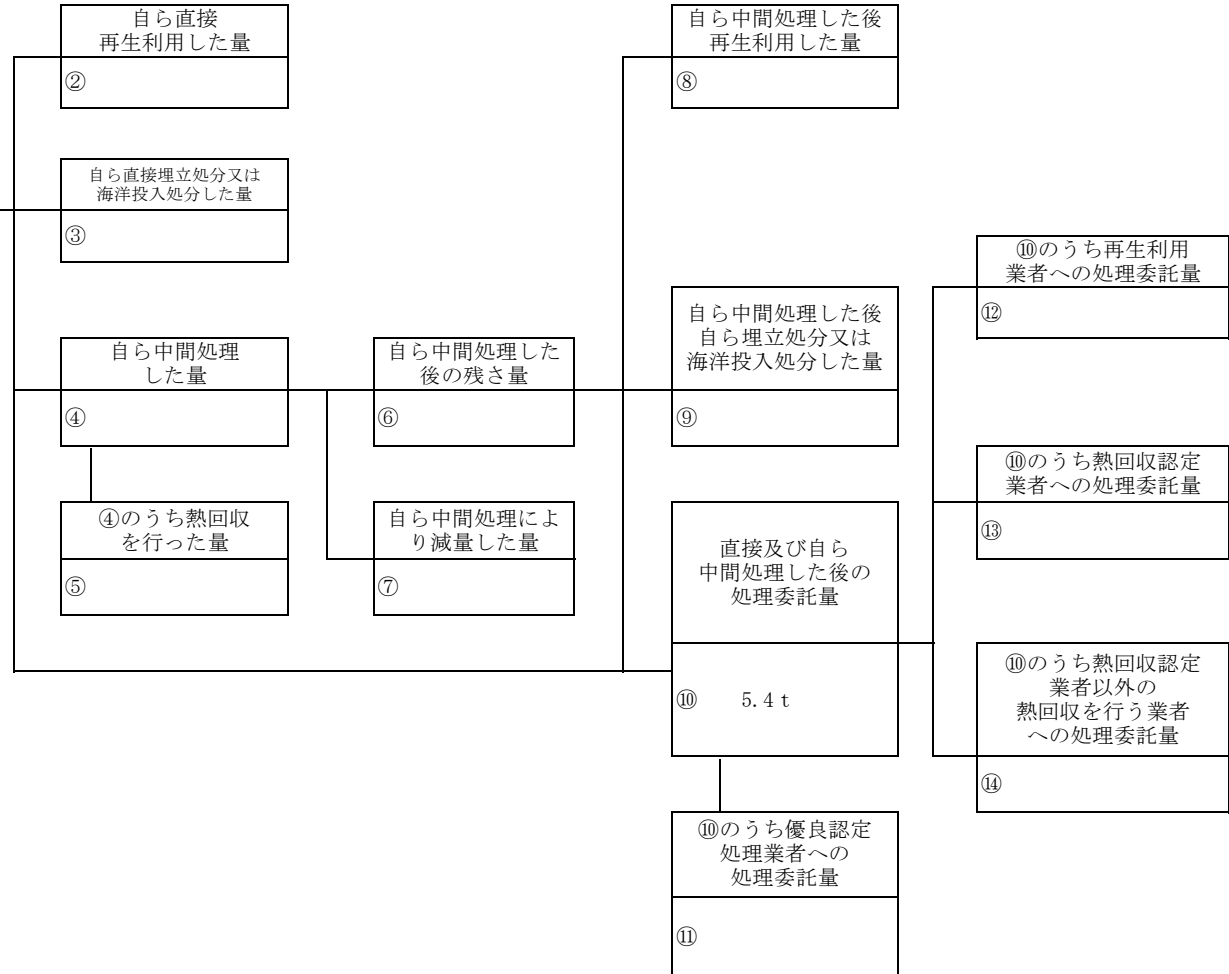 自ら直接
再生利用した量
②
自ら直接埋立処分又は
海洋投入処分した量
③
自ら中間処理
した量
④
④のうち熱回収
を行った量
⑤
自ら中間処理した
後の残さ量
⑥
自ら中間処理によ
り減量した量
⑦
自ら中間処理した後
再生利用した量
⑧
自ら中間処理した後
自ら埋立処分又は
海洋投入処分した量
⑨
直接及び自ら
中間処理した後の
処理委託量
⑩ 5.4 t
⑩のうち優良認定
処理業者への
処理委託量
⑪
⑩のうち再生利用
業者への処理委託量
⑫
⑩のうち熱回収認定
業者への処理委託量
⑬
⑩のうち熱回収認定
業者以外の
熱回収を行う業者
への処理委託量
⑭